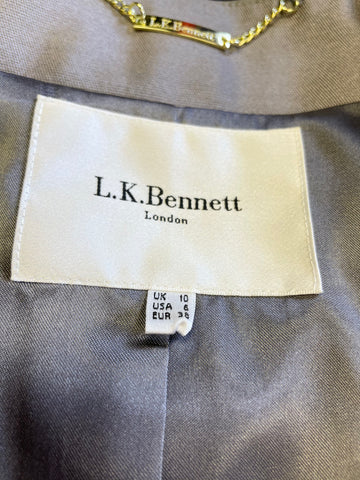 L.K.Bennett
L.K.Bennett
London
UK 10
USA 6
EUR 38